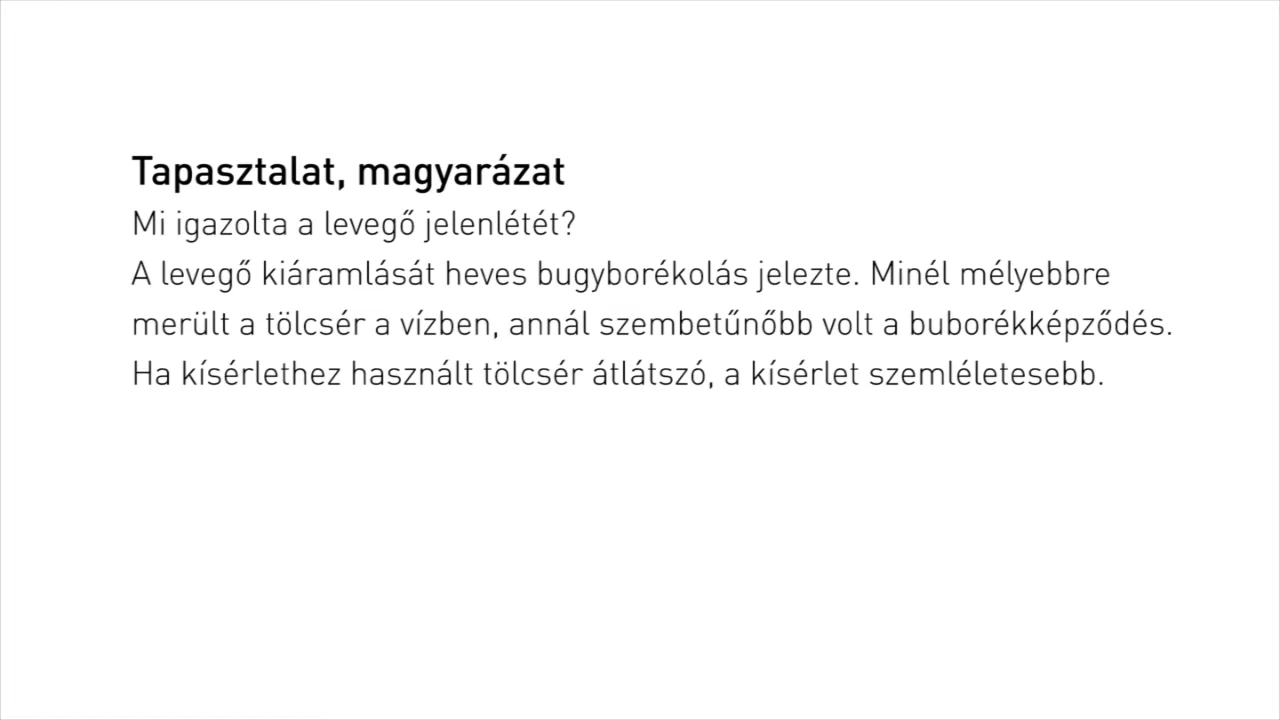 Tapasztalat, magyarázat
Mi igazolta a levegő jelenlétét?
A levegő kiáramlását heves bugyborékolás jelezte. Minél mélyebbre
merült a tölcsér a vízben, annál szembetűnőbb volt a buborékképződés.
Ha kísérlethez használt tölcsér átlátszó, a kísérlet szemléletesebb.